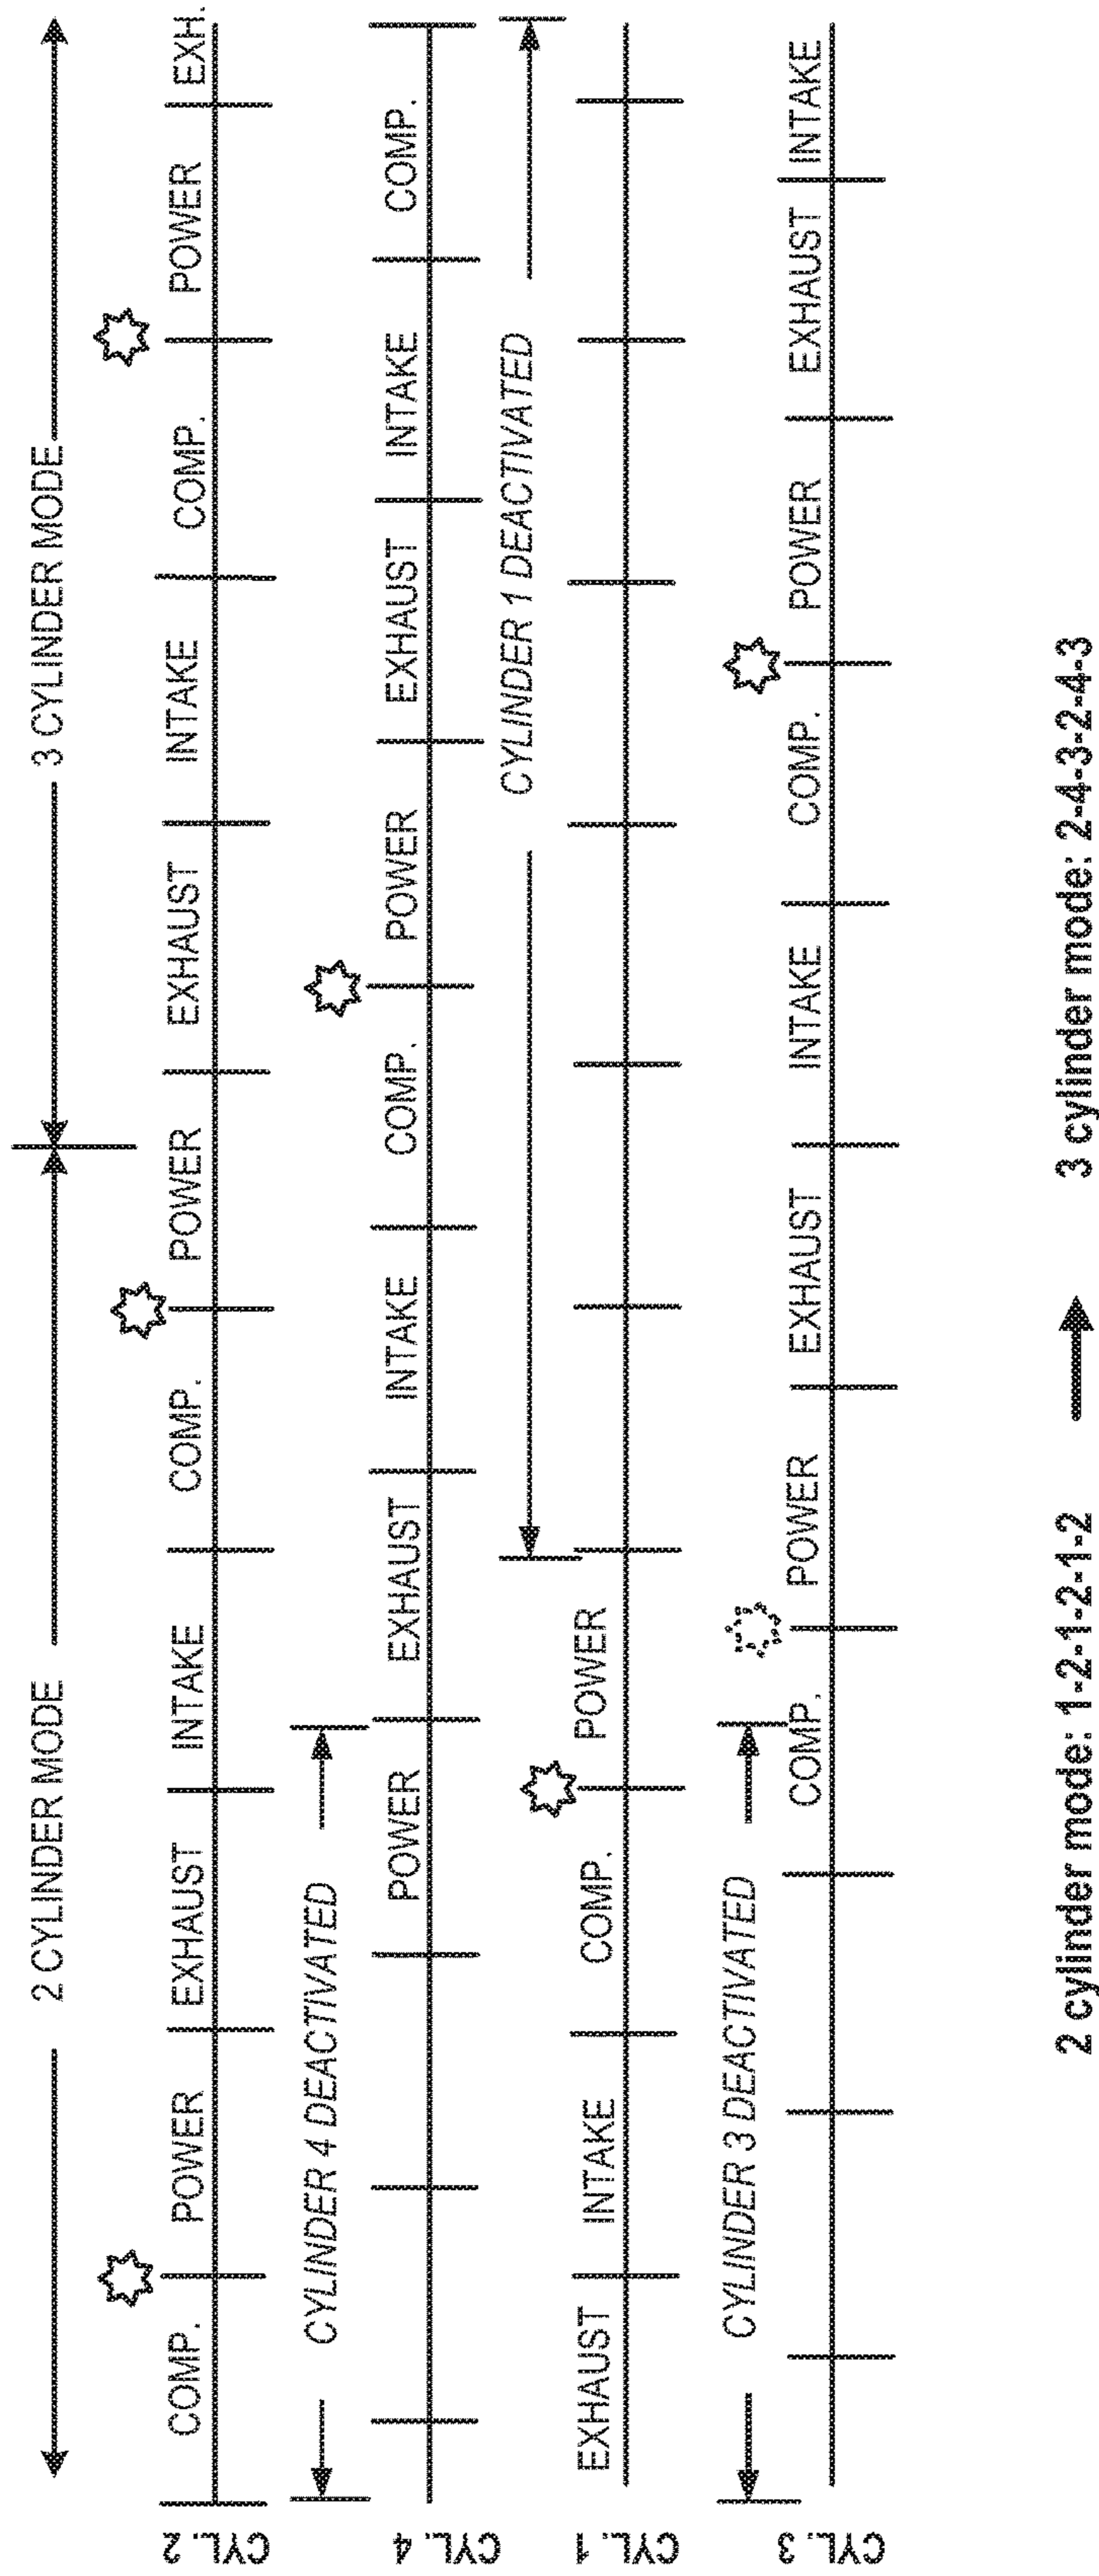 2 CYLINDER MODE 3 CYLINDER MODE
CYL. 2 COMP. POWER EXHAUST INTAKE COMP. POWER EXHAUST INTAKE COMP. POWER EXH.
CYLINDER 4 DEACTIVATED
CYL. 4 POWER EXHAUST INTAKE COMP. POWER EXHAUST INTAKE COMP.
CYLINDER 1 DEACTIVATED
CYL. 1 EXHAUST INTAKE COMP. POWER
CYLINDER 3 DEACTIVATED
CYL. 3 COMP. POWER EXHAUST INTAKE COMP. POWER EXHAUST INTAKE
2 cylinder mode: 1-2-1-2-1-2 3 cylinder mode: 2-4-3-2-4-3